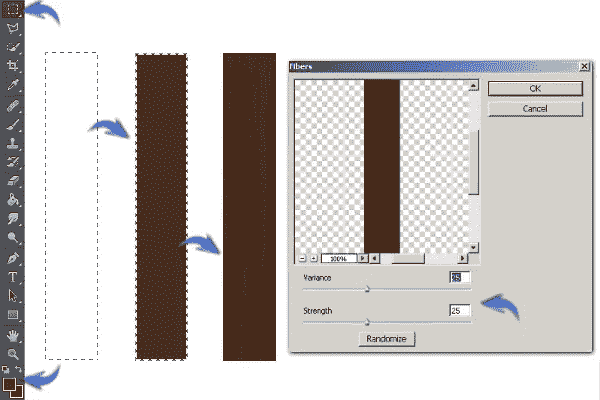 Fibers
OK
Cancel
100%
Variance
Strength
25
Randomize
T